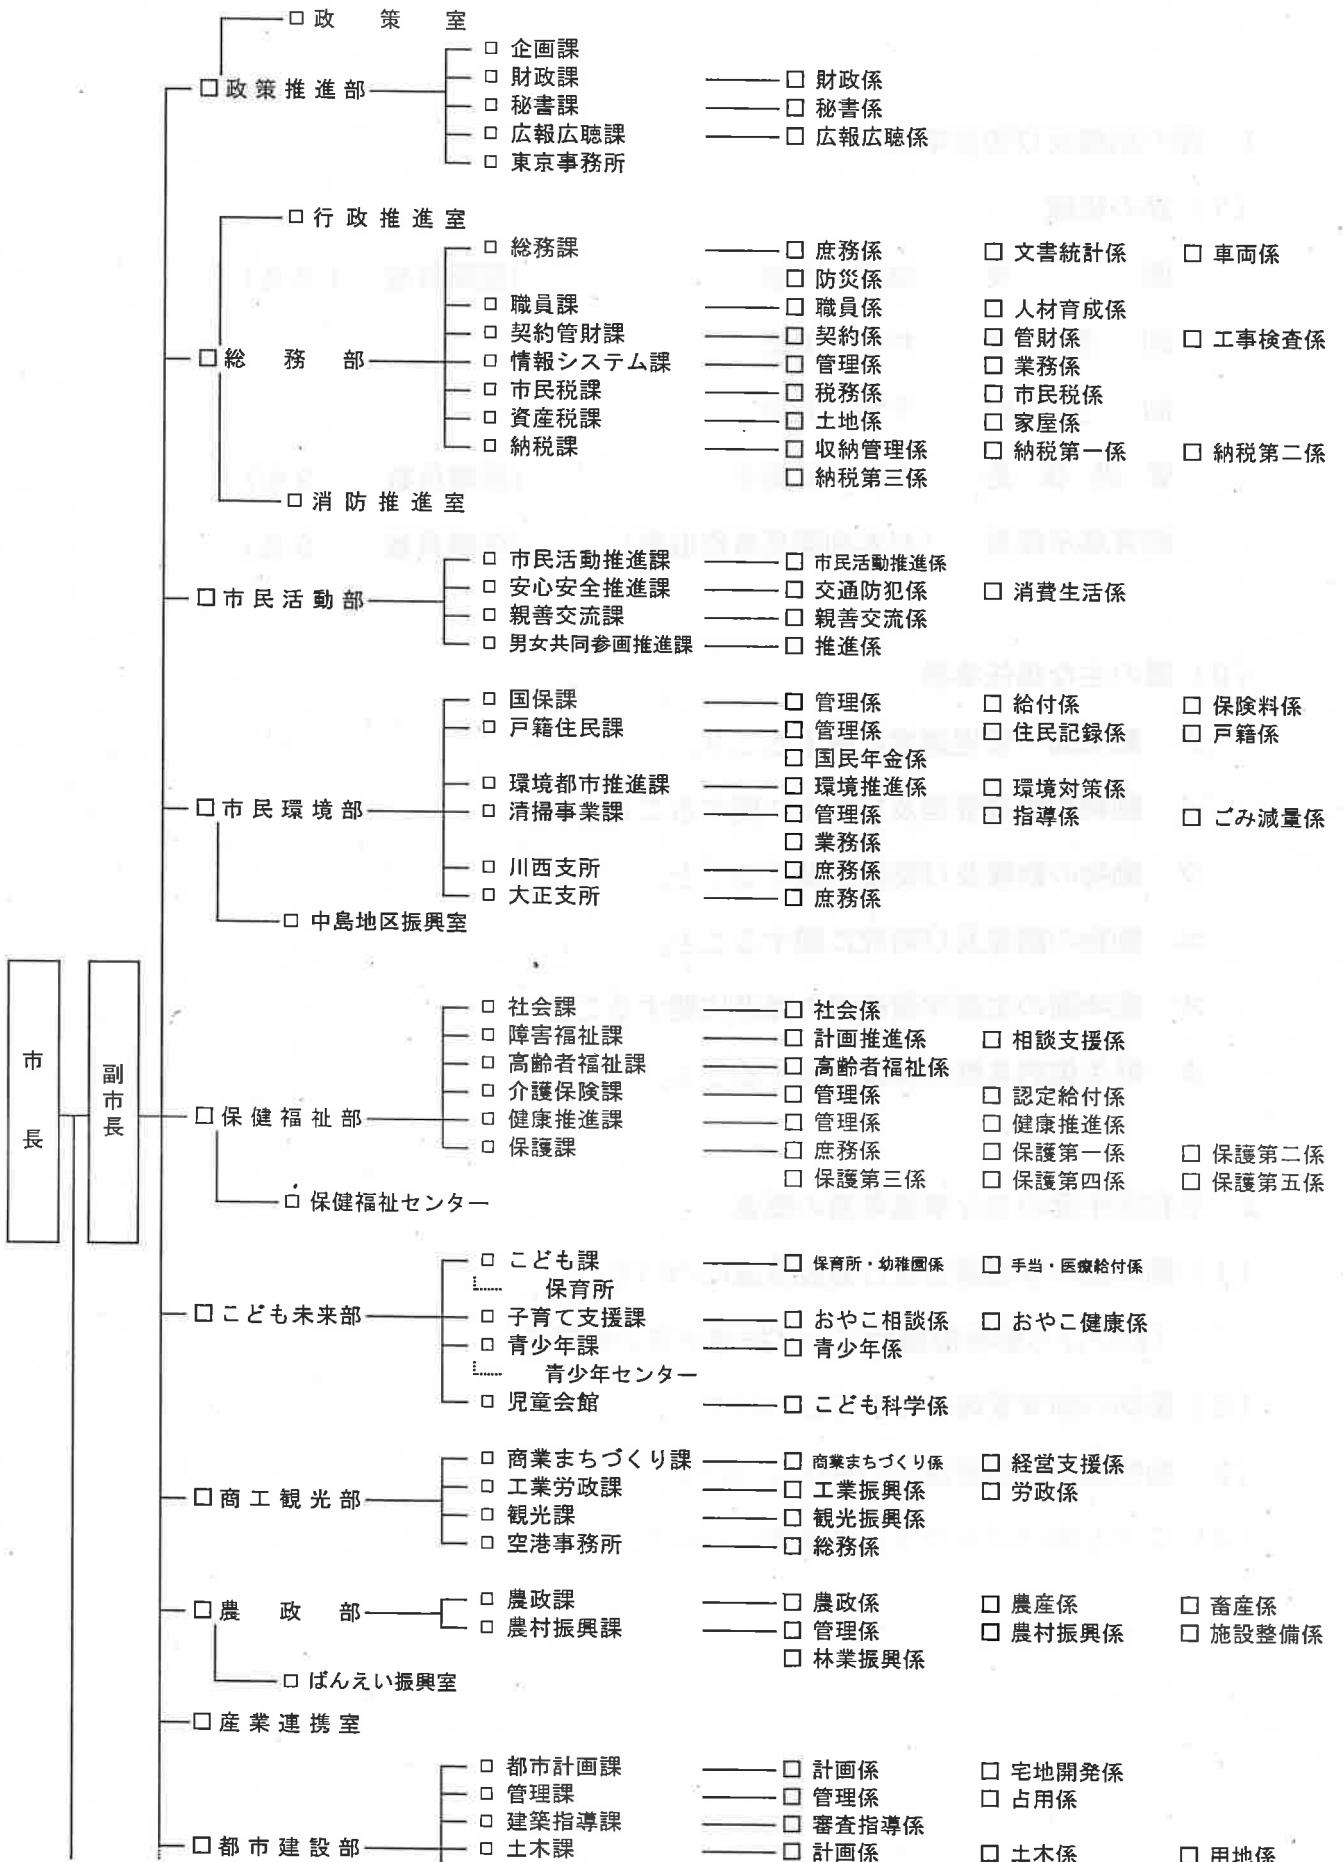 □ 政策室
□ 企画課
□ 財政課 □ 財政係
□ 政策推進部
□ 秘書課 □ 秘書係
□ 広報広聴課 □ 広報広聴係
□ 東京事務所
□ 行政推進室
□ 総務課 □ 庶務係 □ 文書統計係 □ 車両係
□ 防災係
□ 職員課 □ 職員係 □ 人材育成係
□ 契約管財課 □ 契約係 □ 管財係 □ 工事検査係
□ 総務部 □ 情報システム課 □ 管理係 □ 業務係
□ 市民税課 □ 税務係 □ 市民税係
□ 資産税課 □ 土地係 □ 家屋係
□ 納税課 □ 収納管理係 □ 納税第一係 □ 納税第二係
□ 納税第三係
□ 消防推進室
□ 市民活動推進課 □ 市民活動推進係
□ 安心安全推進課 □ 交通防犯係 □ 消費生活係
□ 市民活動部
□ 親善交流課 □ 親善交流係
□ 男女共同参画推進課 □ 推進係
□ 国保課 □ 管理係 □ 給付係 □ 保険料係
□ 戸籍住民課 □ 管理係 □ 住民記録係 □ 戸籍係
□ 国民年金係
□ 環境都市推進課 □ 環境推進係 □ 環境対策係
□ 市民環境部 □ 清掃事業課 □ 管理係 □ 指導係 □ ごみ減量係
□ 業務係
□ 川西支所 □ 庶務係
□ 大正支所 □ 庶務係
□ 中島地区振興室
市長
副市長
□ 社会課 □ 社会係
□ 障害福祉課 □ 計画推進係 □ 相談支援係
□ 高齢者福祉課 □ 高齢者福祉係
□ 介護保険課 □ 管理係 □ 認定給付係
□ 保健福祉部 □ 健康推進課 □ 管理係 □ 健康推進係
□ 保護課 □ 庶務係 □ 保護第一係 □ 保護第二係
□ 保護第三係 □ 保護第四係 □ 保護第五係
□ 保健福祉センター
□ こども課 □ 保育所・幼稚園係 □ 手当・医療給付係
保育所
□ こども未来部 □ 子育て支援課 □ おやこ相談係 □ おやこ健康係
□ 青少年課 □ 青少年係
青少年センター
□ 児童会館 □ こども科学係
□ 商業まちづくり課 □ 商業まちづくり係 □ 経営支援係
□ 商工観光部 □ 工業労政課 □ 工業振興係 □ 労政係
□ 観光課 □ 観光振興係
□ 空港事務所 □ 総務係
□ 農政部 □ 農政課 □ 農政係 □ 農産係 □ 畜産係
□ 農村振興課 □ 管理係 □ 農村振興係 □ 施設整備係
□ 林業振興係
□ ばんえい振興室
□ 産業連携室
□ 都市計画課 □ 計画係 □ 宅地開発係
□ 管理課 □ 管理係 □ 占用係
□ 建築指導課 □ 審査指導係
□ 都市建設部 □ 土木課 □ 計画係 □ 土木係 □ 用地係